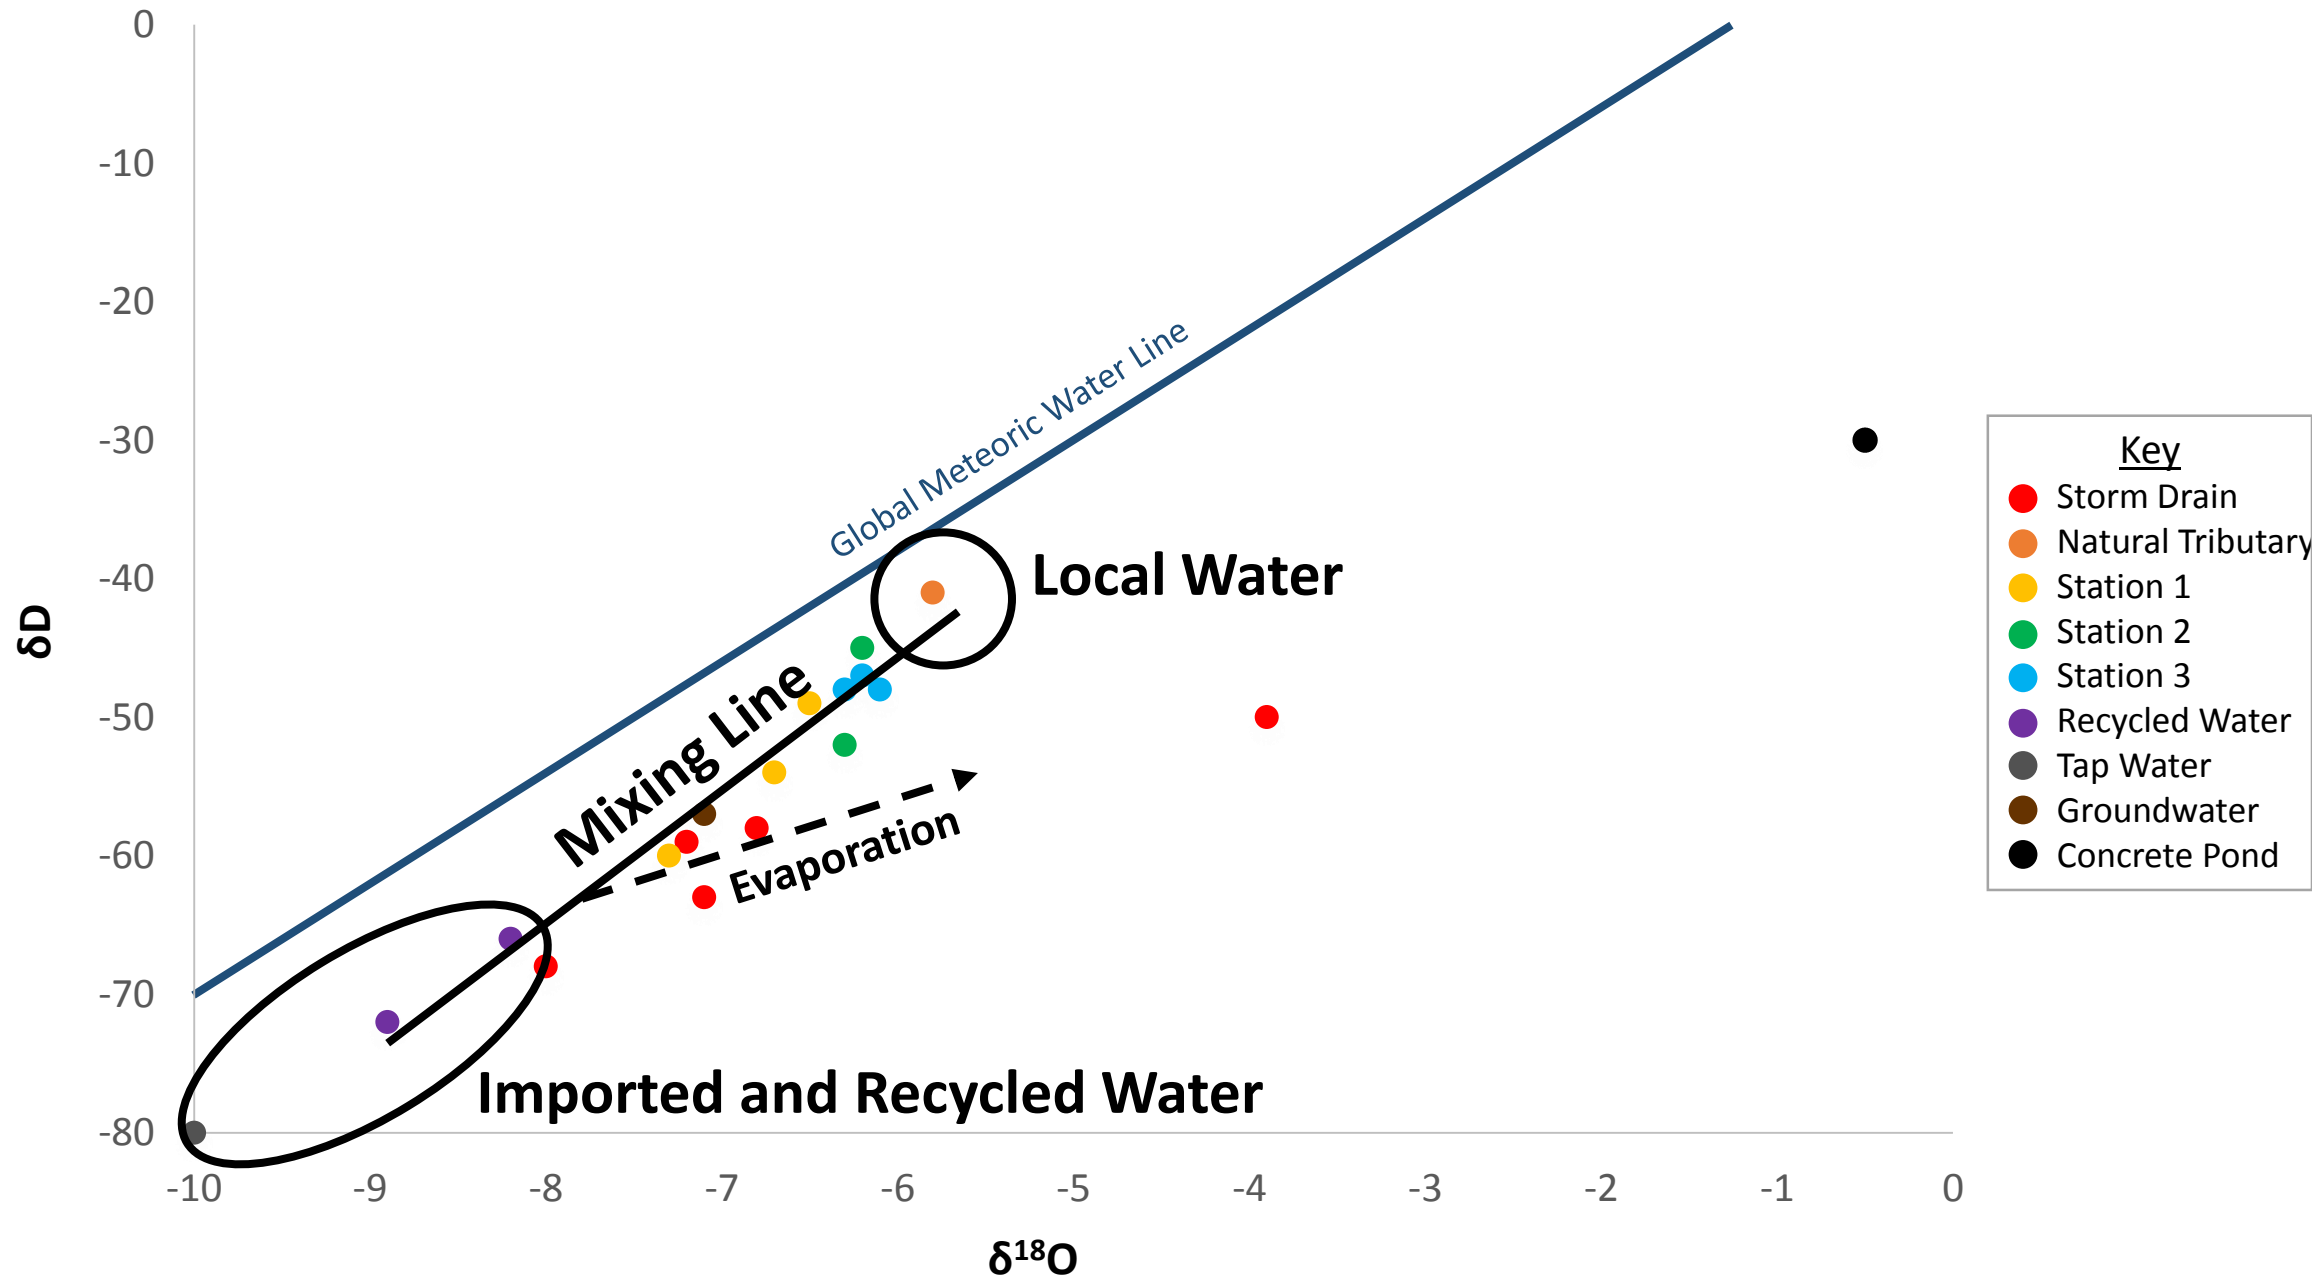 0
-10
-20
-30
-40
-50
-60
-70
-80
δD
-10 -9 -8 -7 -6 -5 -4 -3 -2 -1 0
δ¹⁸O
Global Meteoric Water Line
Local Water
Mixing Line
Evaporation
Imported and Recycled Water
Key
Storm Drain
Natural Tributary
Station 1
Station 2
Station 3
Recycled Water
Tap Water
Groundwater
Concrete Pond